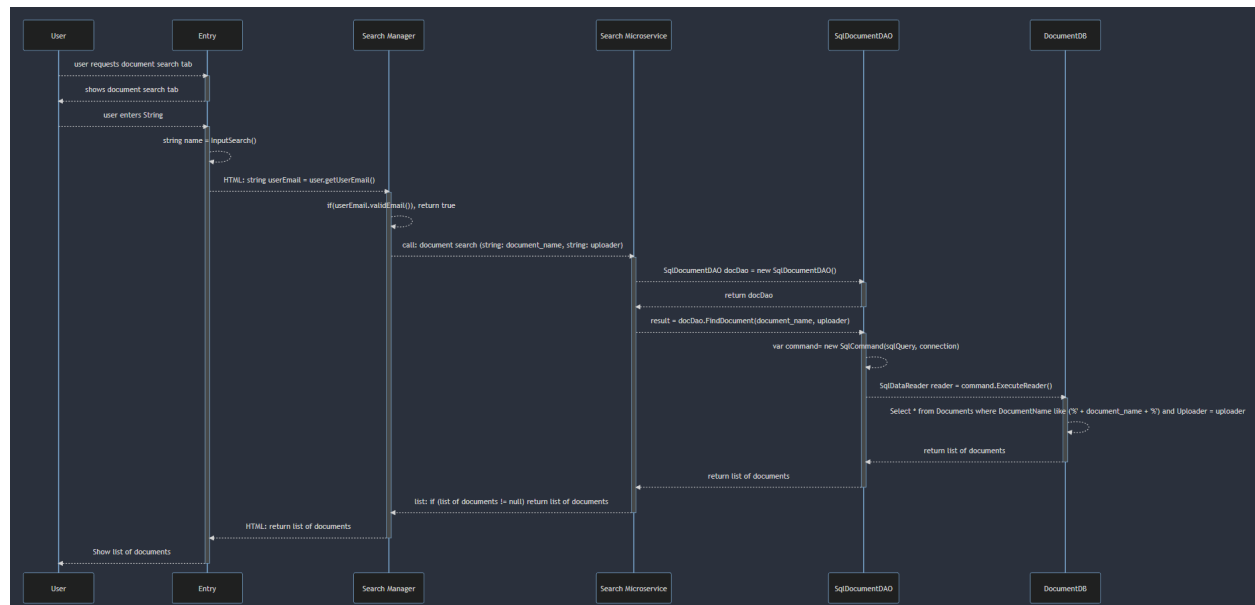 User
Entry
Search Manager
Search Microservice
SqlDocumentDAO
DocumentDB
user requests document search tab
shows document search tab
user enters String
string name = InputSearch()
HTML: string userEmail = user.getUserEmail()
if(userEmail.validEmail()), return true
call: document search (string: document_name, string: uploader)
SqlDocumentDAO docDao = new SqlDocumentDAO()
return docDao
result = docDao.FindDocument(document_name, uploader)
var command= new SqlCommand(sqlQuery, connection)
SqlDataReader reader = command.ExecuteReader()
Select * from Documents where DocumentName like ('%' + document_name + '%') and Uploader = uploader
return list of documents
return list of documents
list: if (list of documents != null) return list of documents
HTML: return list of documents
Show list of documents
User
Entry
Search Manager
Search Microservice
SqlDocumentDAO
DocumentDB